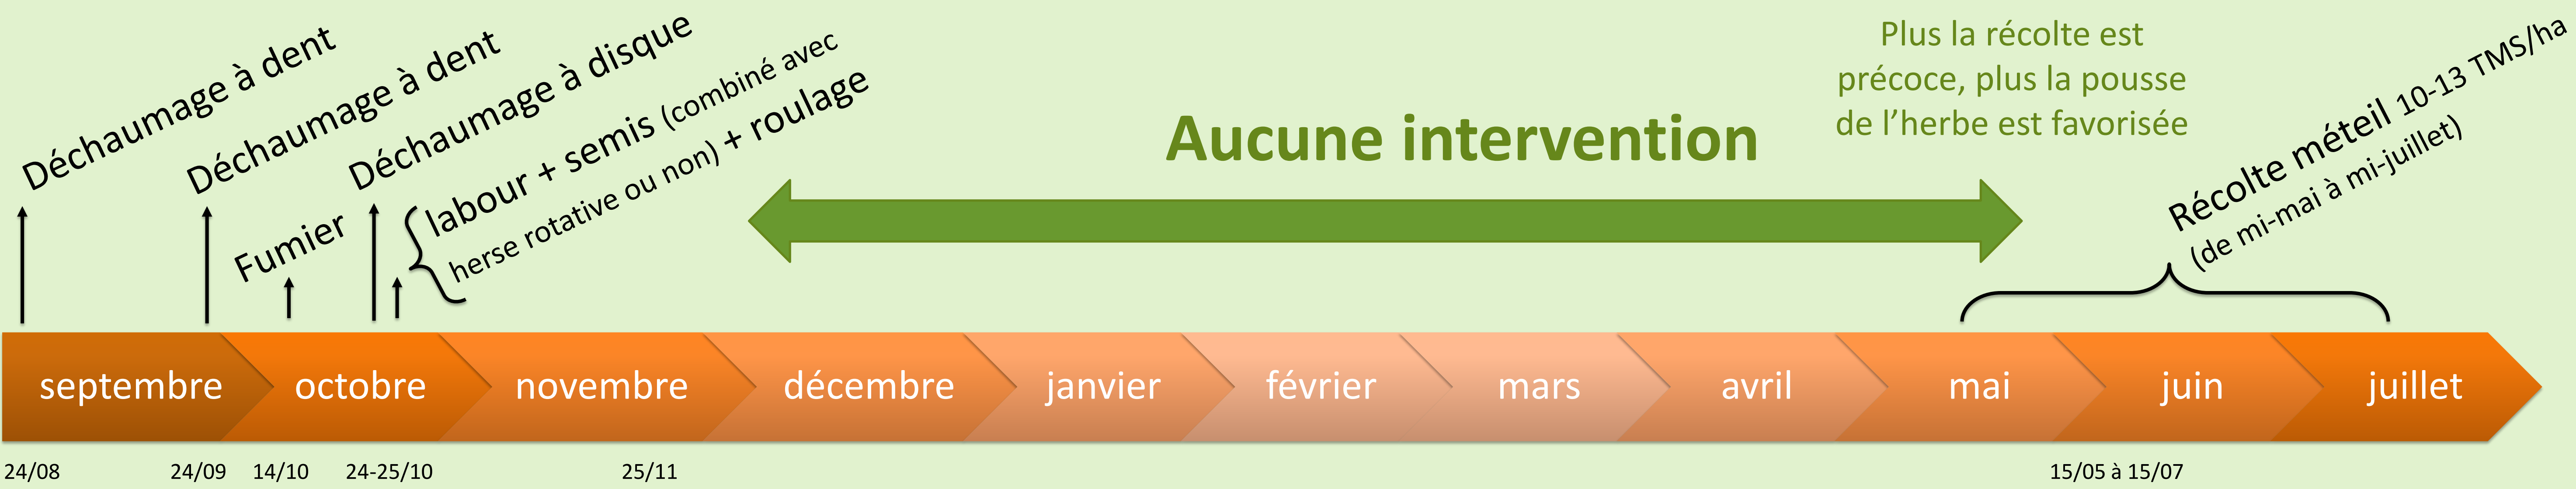 Déchaumage à dent
Déchaumage à dent
Fumier
Déchaumage à disque
labour + semis (combiné avec
herse rotative ou non) + roulage
Aucune intervention
Plus la récolte est
précoce, plus la pousse
de l’herbe est favorisée
Récolte méteil 10-13 TMS/ha
(de mi-mai à mi-juillet)
septembre
octobre
novembre
décembre
janvier
février
mars
avril
mai
juin
juillet
24/08
24/09
14/10
24-25/10
25/11
15/05 à 15/07